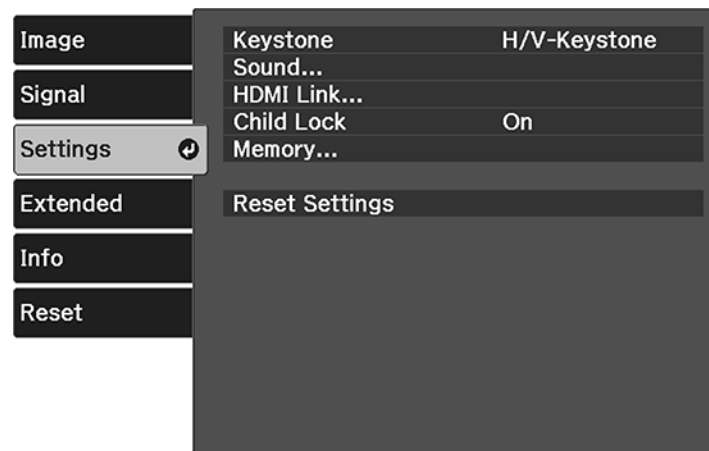 Image
Signal
Settings
Extended
Info
Reset
Keystone H/V-Keystone
Sound...
HDMI Link...
Child Lock On
Memory...
Reset Settings